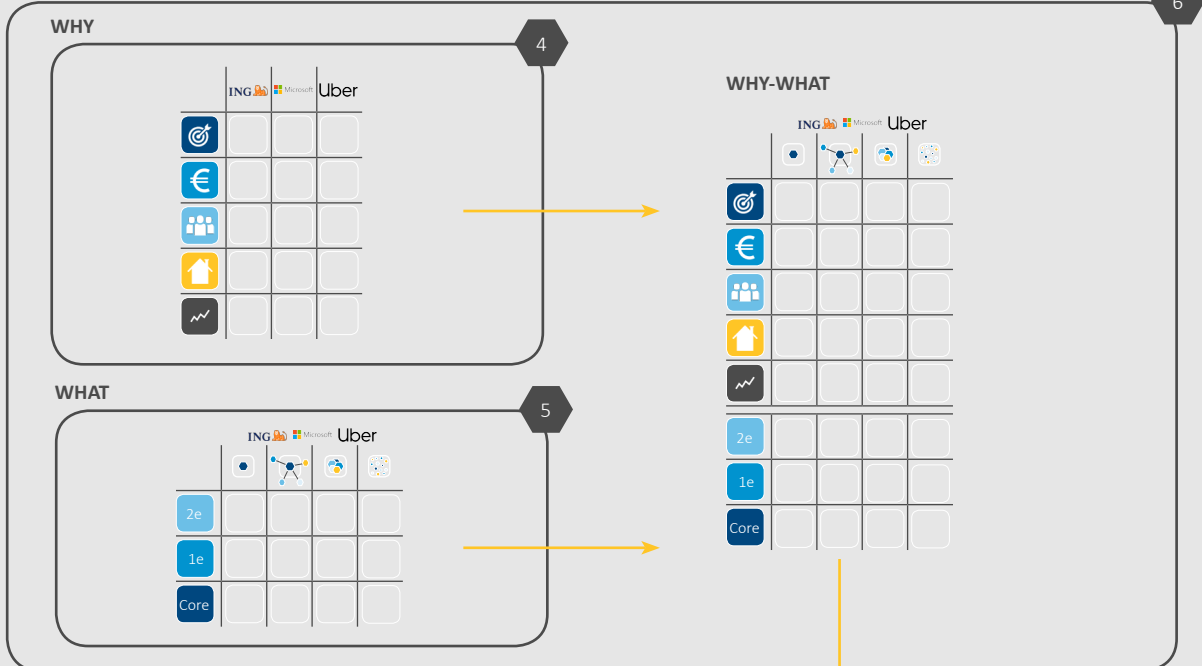 6
WHY
4
ING Microsoft Uber
€
WHY-WHAT
ING Microsoft Uber
€
2e
1e
Core
WHAT
5
ING Microsoft Uber
2e
1e
Core